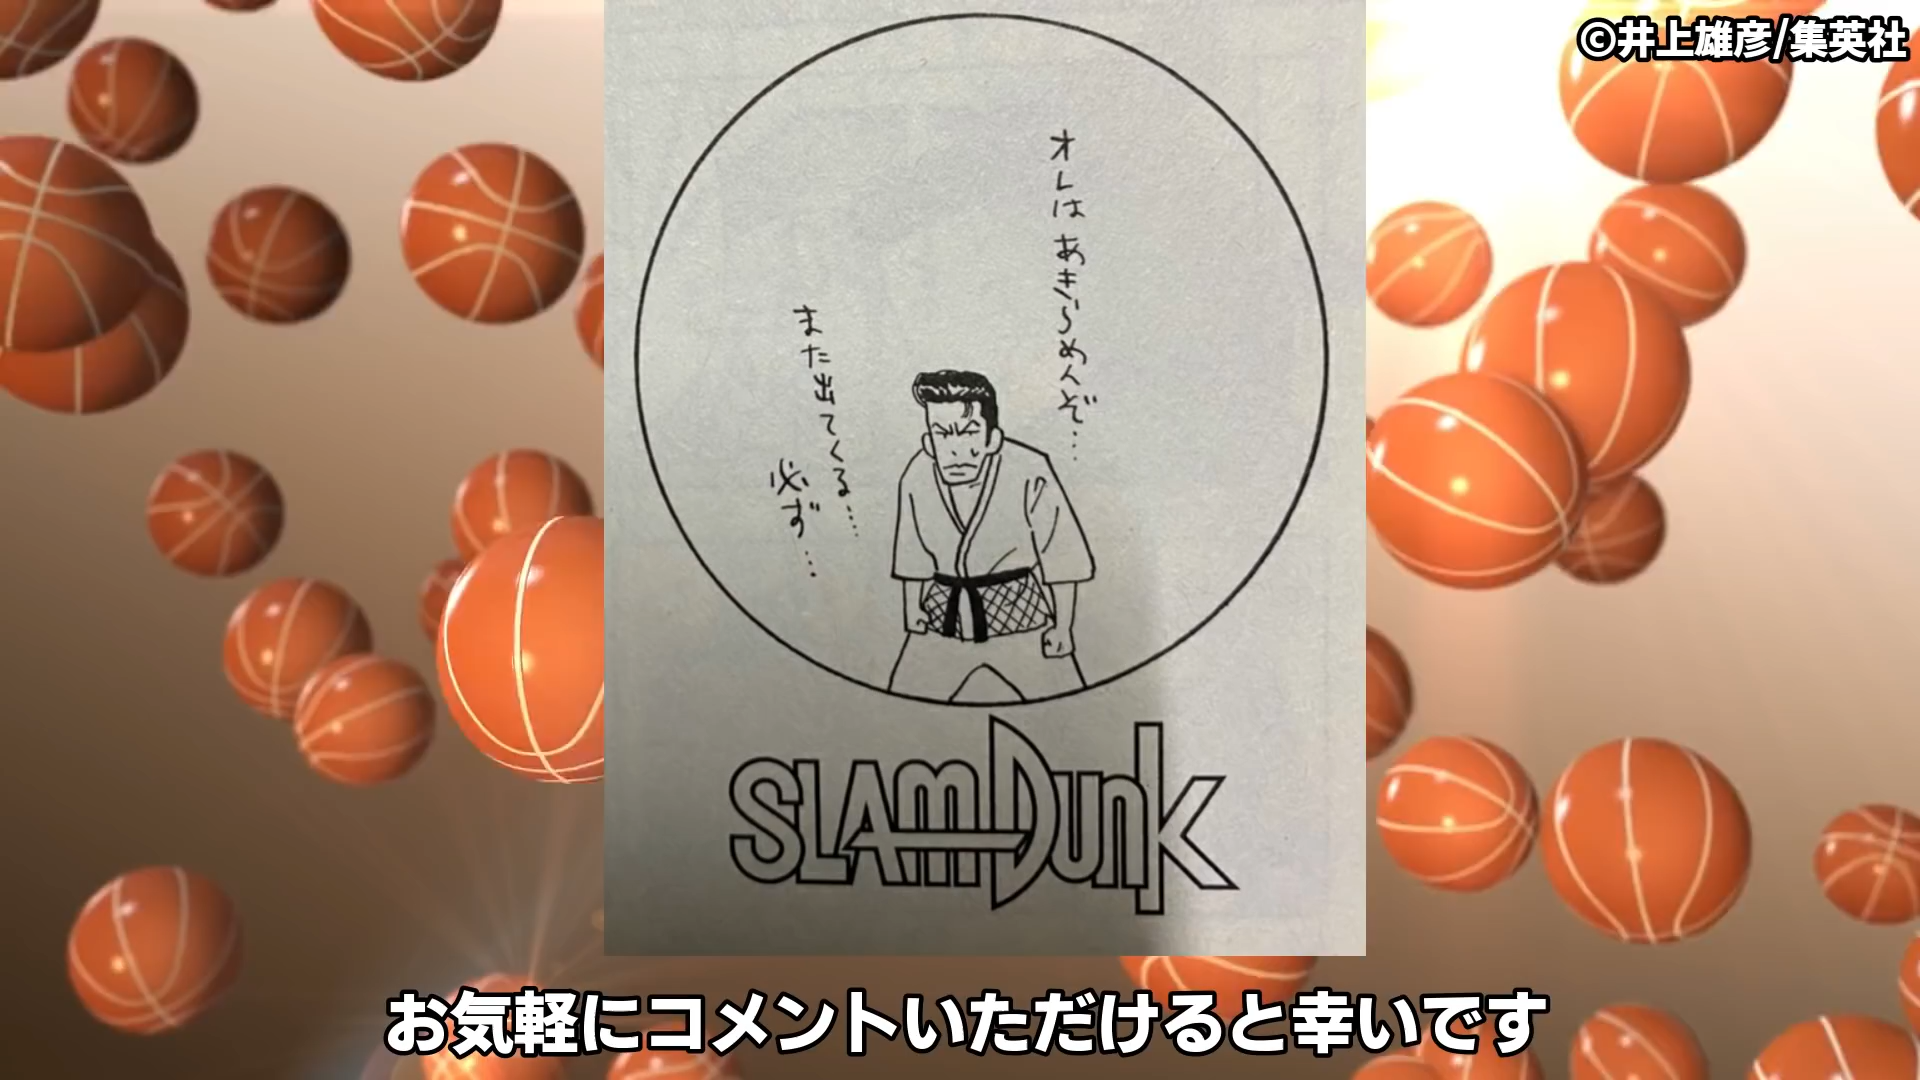 ©井上雄彦/集英社
オレはあきらめんぞ…
また出てくる…
必ず…
SLAM DUNK
お気軽にコメントいただけると幸いです